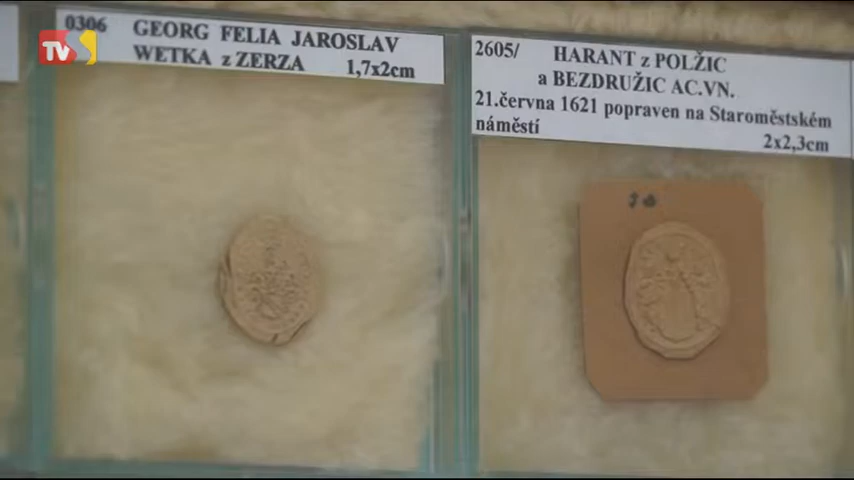 TVS
0306
GEORG FELIA JAROSLAV
WETKA z ZERZA
1,7x2cm
2605/
HARANT z POLŽIC
a BEZDRUŽIC AC.VN.
21.června 1621 popraven na Staroměstském
náměstí
2x2,3cm